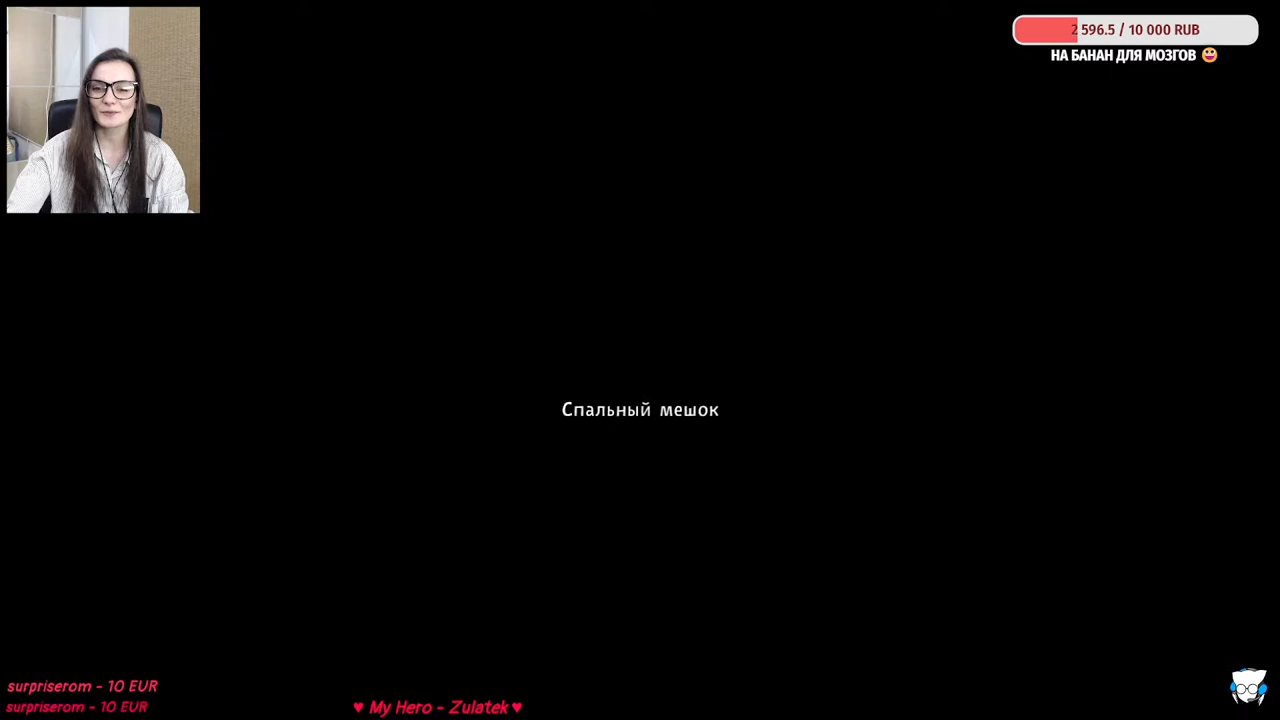 2 596.5 / 10 000 RUB
НА БАНАН ДЛЯ МОЗГОВ 😀
Спальный мешок
surpriserom - 10 EUR
surpriserom - 10 EUR
♥ My Hero - Zulatek ♥